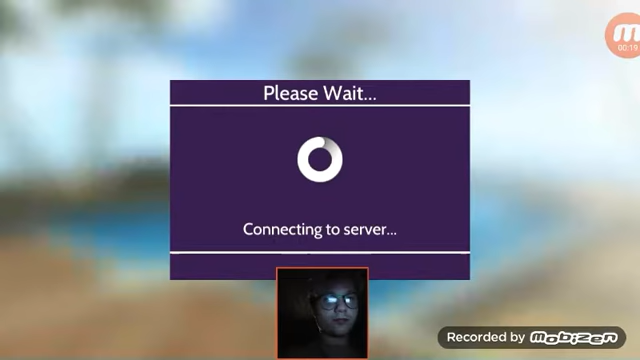 Please Wait...
00:19
Connecting to server...
Recorded by Mobizen